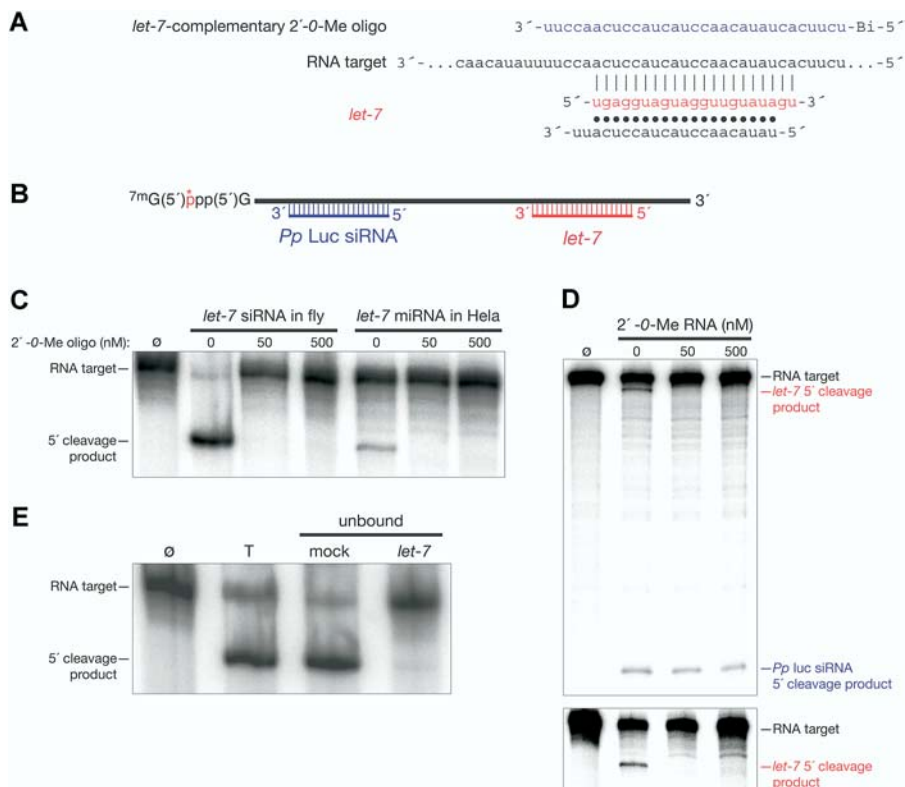 A
let-7-complementary 2´-O-Me oligo 3´-uuccaacuccaucauccaacauaucacuucu-Bi-5´
RNA target 3´-...caacauauuuuccaacuccaucauccaacauaucacuucu...-5´
let-7 5´-ugagguaguagguuguauagu-3´
3´-uuacuccaucauccaacauau-5´
B
7mG(5´)ppp(5´)G 3´
* 
3´ 5´ 3´ 5´
Pp Luc siRNA let-7
C
let-7 siRNA in fly let-7 miRNA in Hela
2´-O-Me oligo (nM): ø 0 50 500 0 50 500
RNA target
5´ cleavage
product
D
2´-O-Me RNA (nM)
ø 0 50 500
RNA target
let-7 5´ cleavage
product
Pp luc siRNA
5´ cleavage product
RNA target
let-7 5´ cleavage
product
E
unbound
ø T mock let-7
RNA target
5´ cleavage
product